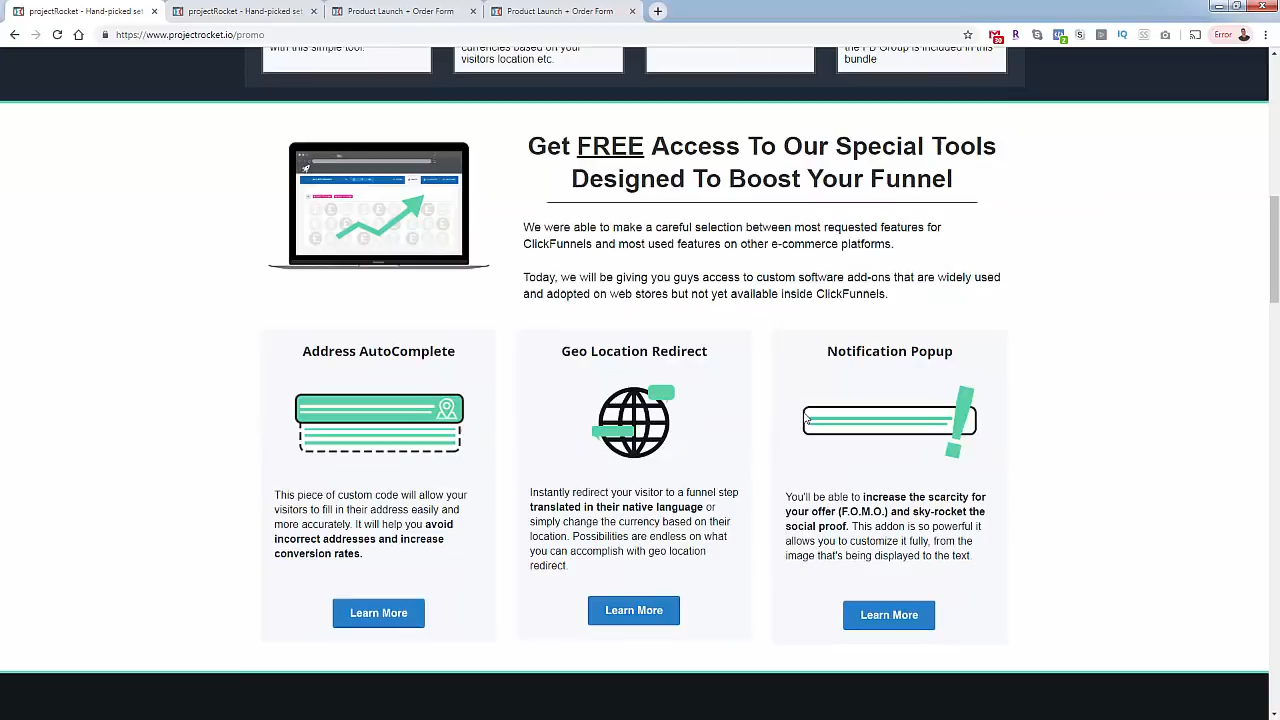 projectRocket - Hand-picked set
projectRocket - Hand-picked set
Product Launch + Order Form
Product Launch + Order Form
https://www.projectrocket.io/promo
Error
with this simple tool.
currencies based on your
visitors location etc.
the FB Group is included in this
bundle
Get FREE Access To Our Special Tools
Designed To Boost Your Funnel
We were able to make a careful selection between most requested features for
ClickFunnels and most used features on other e-commerce platforms.
Today, we will be giving you guys access to custom software add-ons that are widely used
and adopted on web stores but not yet available inside ClickFunnels.
Address AutoComplete
This piece of custom code will allow your
visitors to fill in their address easily and
more accurately. It will help you avoid
incorrect addresses and increase
conversion rates.
Learn More
Geo Location Redirect
Instantly redirect your visitor to a funnel step
translated in their native language or
simply change the currency based on their
location. Possibilities are endless on what
you can accomplish with geo location
redirect.
Learn More
Notification Popup
You'll be able to increase the scarcity for
your offer (F.O.M.O.) and sky-rocket the
social proof. This addon is so powerful it
allows you to customize it fully, from the
image that's being displayed to the text.
Learn More